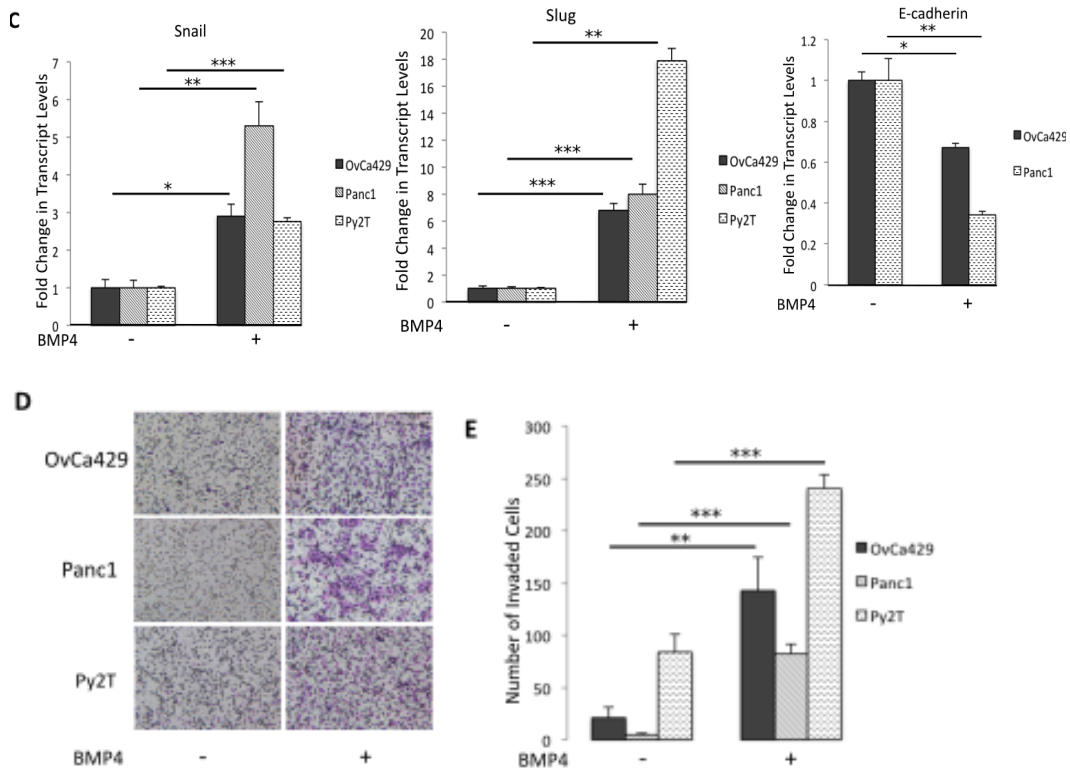 C
Snail
Fold Change in Transcript Levels
7
6
5
4
3
2
1
0
***
**
*
OvCa429
Panc1
Py2T
BMP4 - +
Slug
Fold Change in Transcript Levels
20
18
16
14
12
10
8
6
4
2
0
**
***
***
OvCa429
Panc1
Py2T
- +
E-cadherin
Fold Change in Transcript Levels
1.2
1
0.8
0.6
0.4
0.2
0
**
*
OvCa429
Panc1
BMP4 - +
D
OvCa429
Panc1
Py2T
BMP4 - +
E
Number of Invaded Cells
300
250
200
150
100
50
0
***
***
**
OvCa429
Panc1
Py2T
BMP4 - +